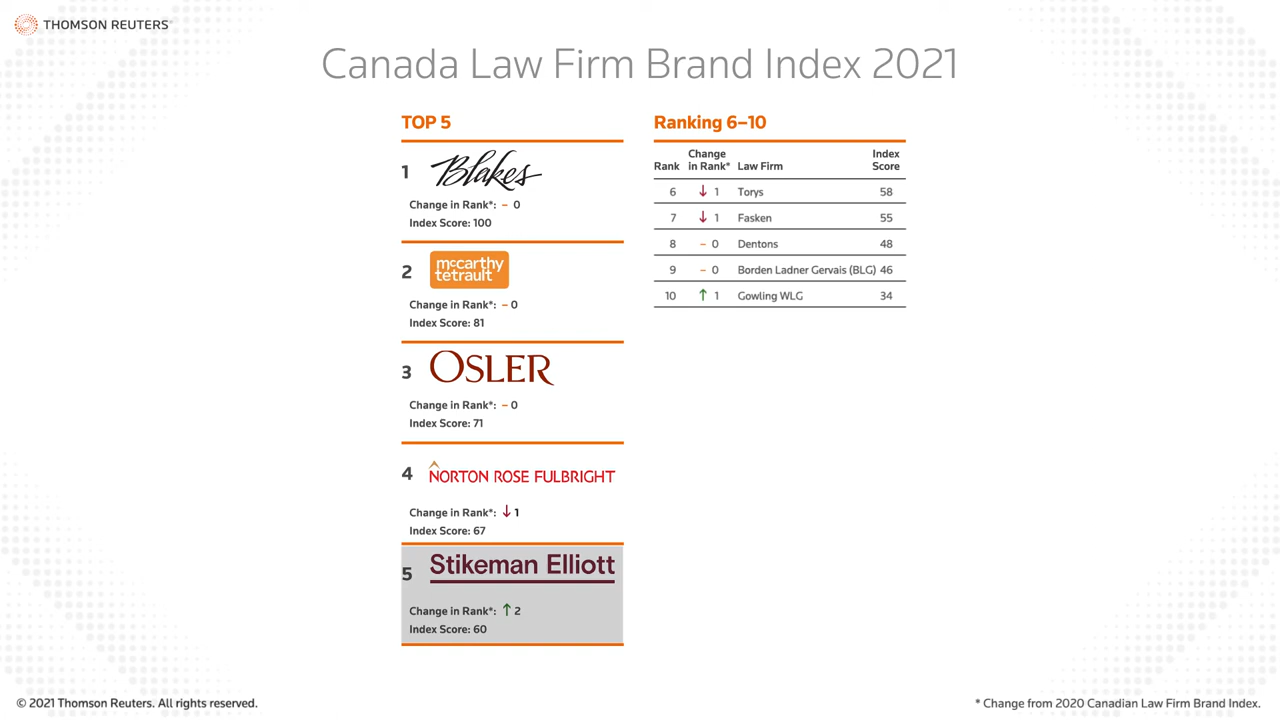 THOMSON REUTERS®
Canada Law Firm Brand Index 2021
TOP 5
1 Blakes
Change in Rank*: – 0
Index Score: 100
2 mccarthy
tetrault
Change in Rank*: – 0
Index Score: 81
3 OSLER
Change in Rank*: – 0
Index Score: 71
4 NORTON ROSE FULBRIGHT
Change in Rank*: ↓ 1
Index Score: 67
5 Stikeman Elliott
Change in Rank*: ↑ 2
Index Score: 60
Ranking 6–10
Rank Change in Rank* Law Firm Index Score
6 ↓ 1 Torys 58
7 ↓ 1 Fasken 55
8 – 0 Dentons 48
9 – 0 Borden Ladner Gervais (BLG) 46
10 ↑ 1 Gowling WLG 34
© 2021 Thomson Reuters. All rights reserved.
* Change from 2020 Canadian Law Firm Brand Index.